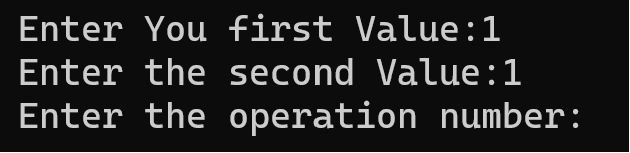 Enter You first Value:1
Enter the second Value:1
Enter the operation number: